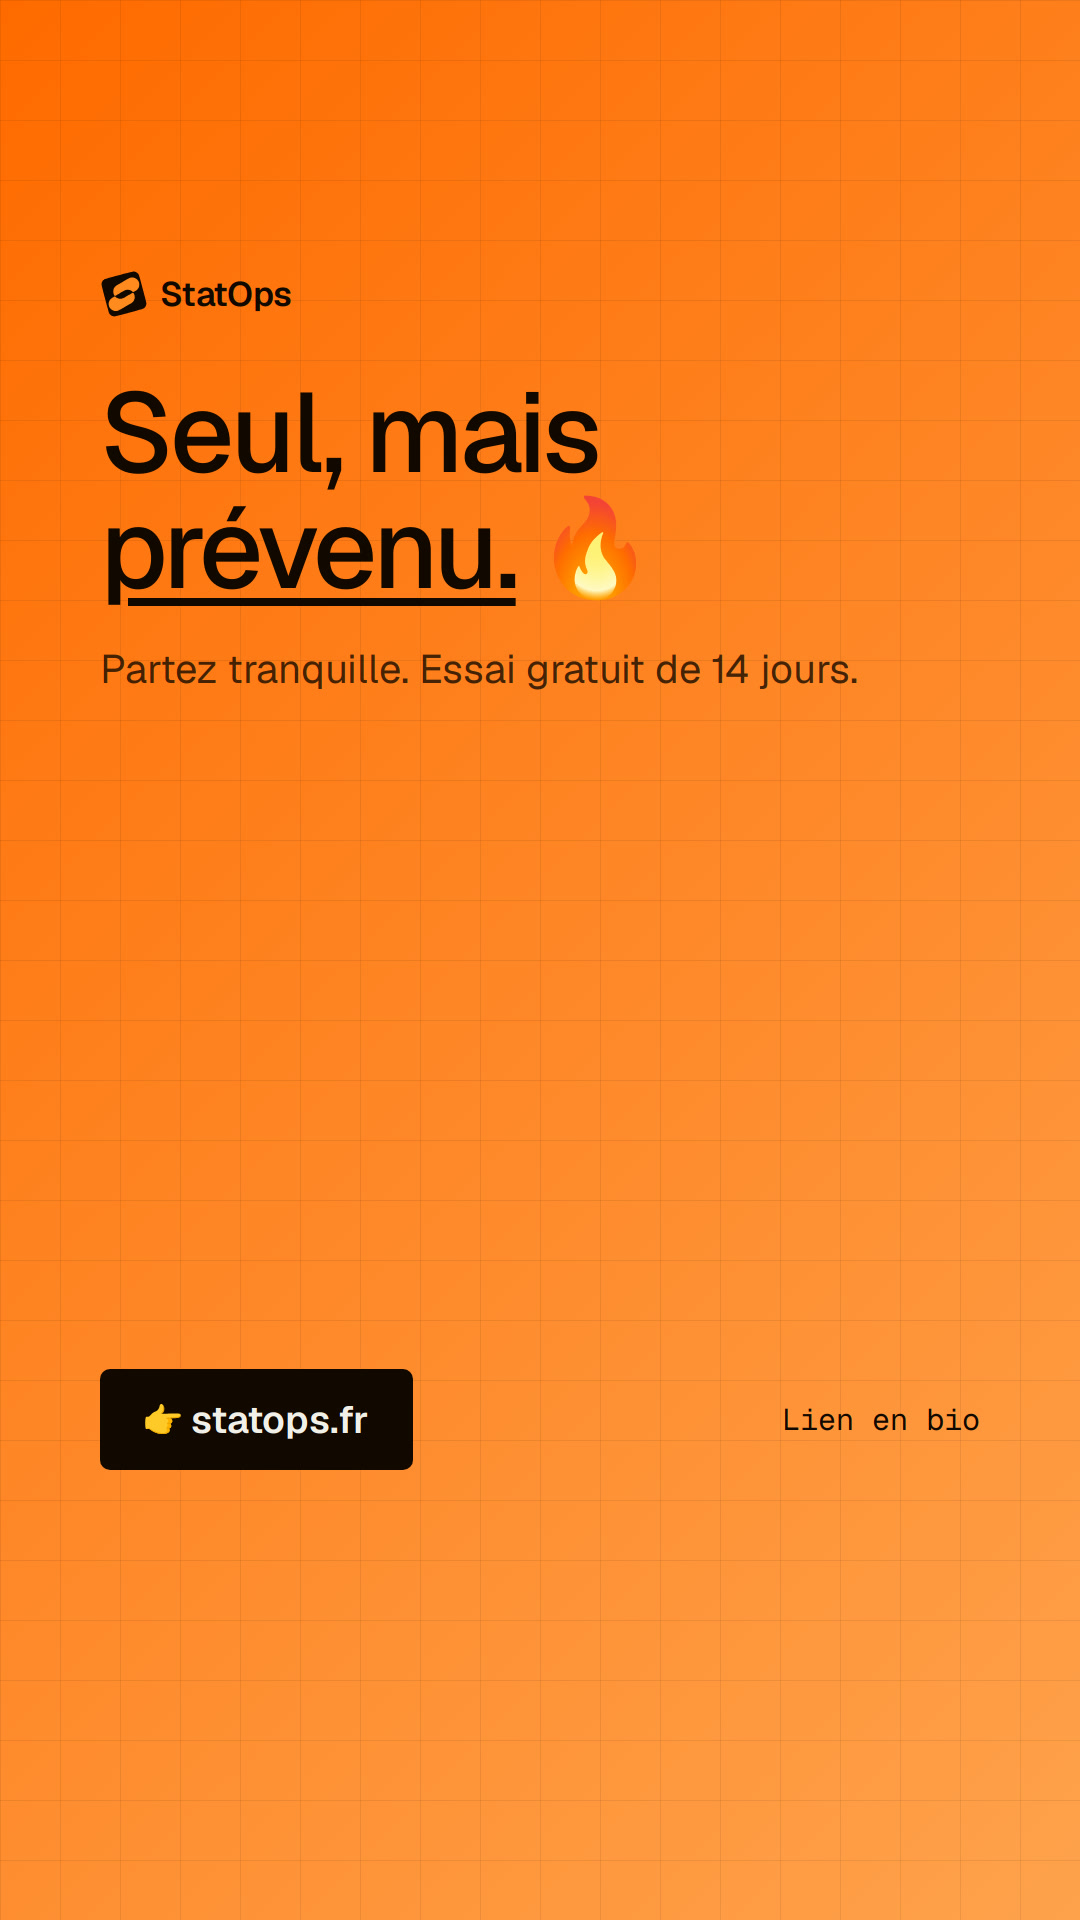 StatOps
Seul, mais
prévenu. 🔥
Partez tranquille. Essai gratuit de 14 jours.
👉 statops.fr
Lien en bio